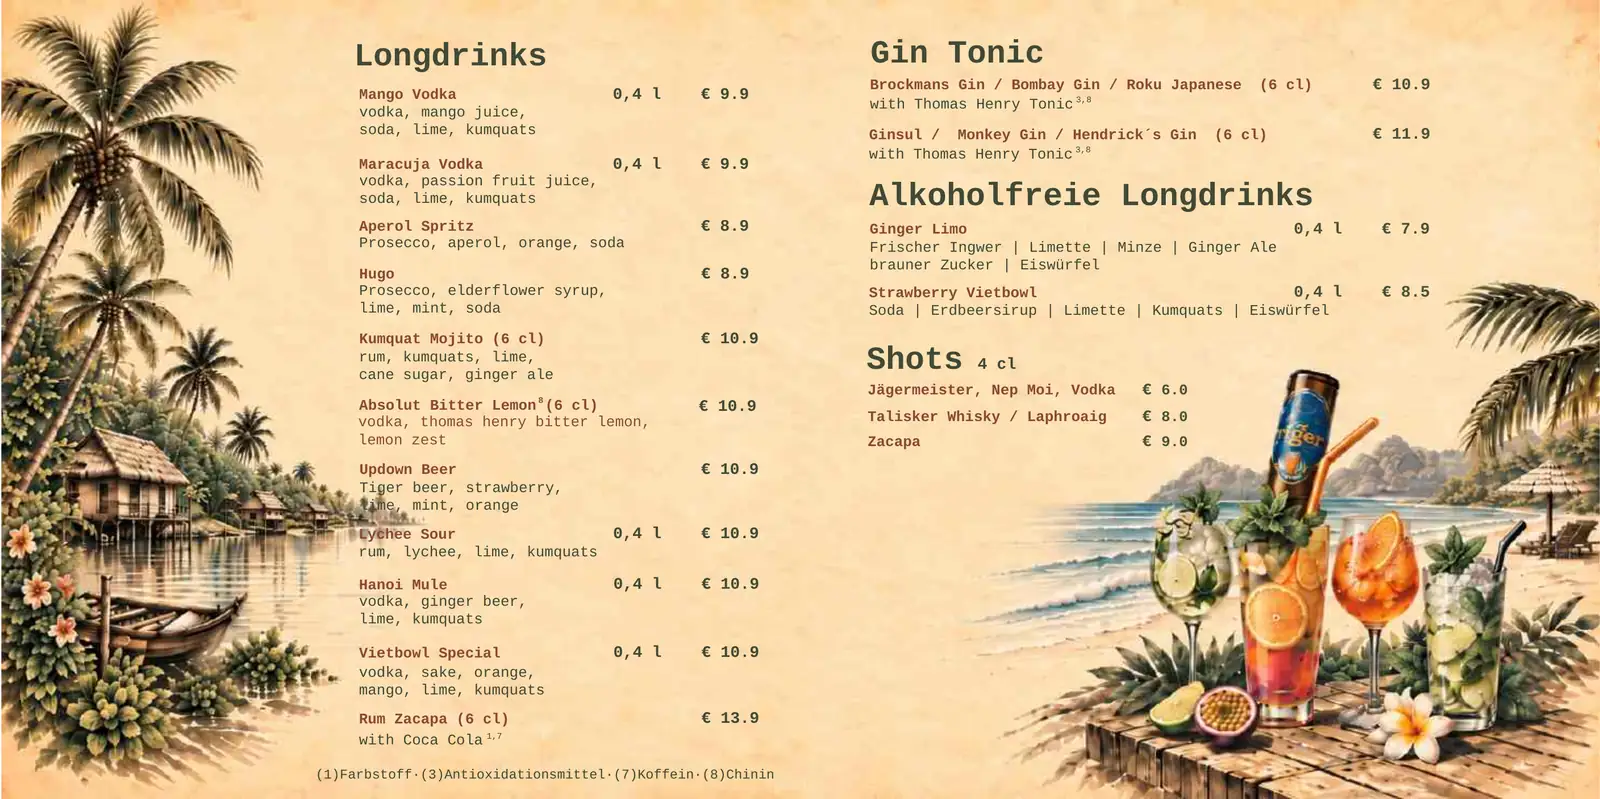 Longdrinks
Mango Vodka 0,4 l € 9.9
vodka, mango juice,
soda, lime, kumquats
Maracuja Vodka 0,4 l € 9.9
vodka, passion fruit juice,
soda, lime, kumquats
Aperol Spritz € 8.9
Prosecco, aperol, orange, soda
Hugo € 8.9
Prosecco, elderflower syrup,
lime, mint, soda
Kumquat Mojito (6 cl) € 10.9
rum, kumquats, lime,
cane sugar, ginger ale
Absolut Bitter Lemon⁸(6 cl) € 10.9
vodka, thomas henry bitter lemon,
lemon zest
Updown Beer € 10.9
Tiger beer, strawberry,
lime, mint, orange
Lychee Sour 0,4 l € 10.9
rum, lychee, lime, kumquats
Hanoi Mule 0,4 l € 10.9
vodka, ginger beer,
lime, kumquats
Vietbowl Special 0,4 l € 10.9
vodka, sake, orange,
mango, lime, kumquats
Rum Zacapa (6 cl) € 13.9
with Coca Cola 1,7
(1)Farbstoff·(3)Antioxidationsmittel·(7)Koffein·(8)Chinin
Gin Tonic
Brockmans Gin / Bombay Gin / Roku Japanese (6 cl) € 10.9
with Thomas Henry Tonic 3,8
Ginsul / Monkey Gin / Hendrick´s Gin (6 cl) € 11.9
with Thomas Henry Tonic 3,8
Alkoholfreie Longdrinks
Ginger Limo 0,4 l € 7.9
Frischer Ingwer | Limette | Minze | Ginger Ale
brauner Zucker | Eiswürfel
Strawberry Vietbowl 0,4 l € 8.5
Soda | Erdbeersirup | Limette | Kumquats | Eiswürfel
Shots 4 cl
Jägermeister, Nep Moi, Vodka € 6.0
Talisker Whisky / Laphroaig € 8.0
Zacapa € 9.0
Tiger